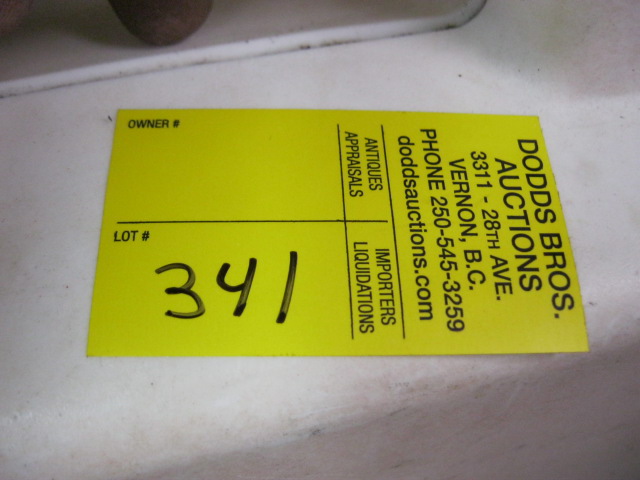 DODDS BROS.
AUCTIONS
3311 - 28TH AVE.
VERNON, B.C.
PHONE 250-545-3259
doddsauctions.com
ANTIQUES
APPRAISALS
IMPORTERS
LIQUIDATIONS
OWNER #
LOT #
341